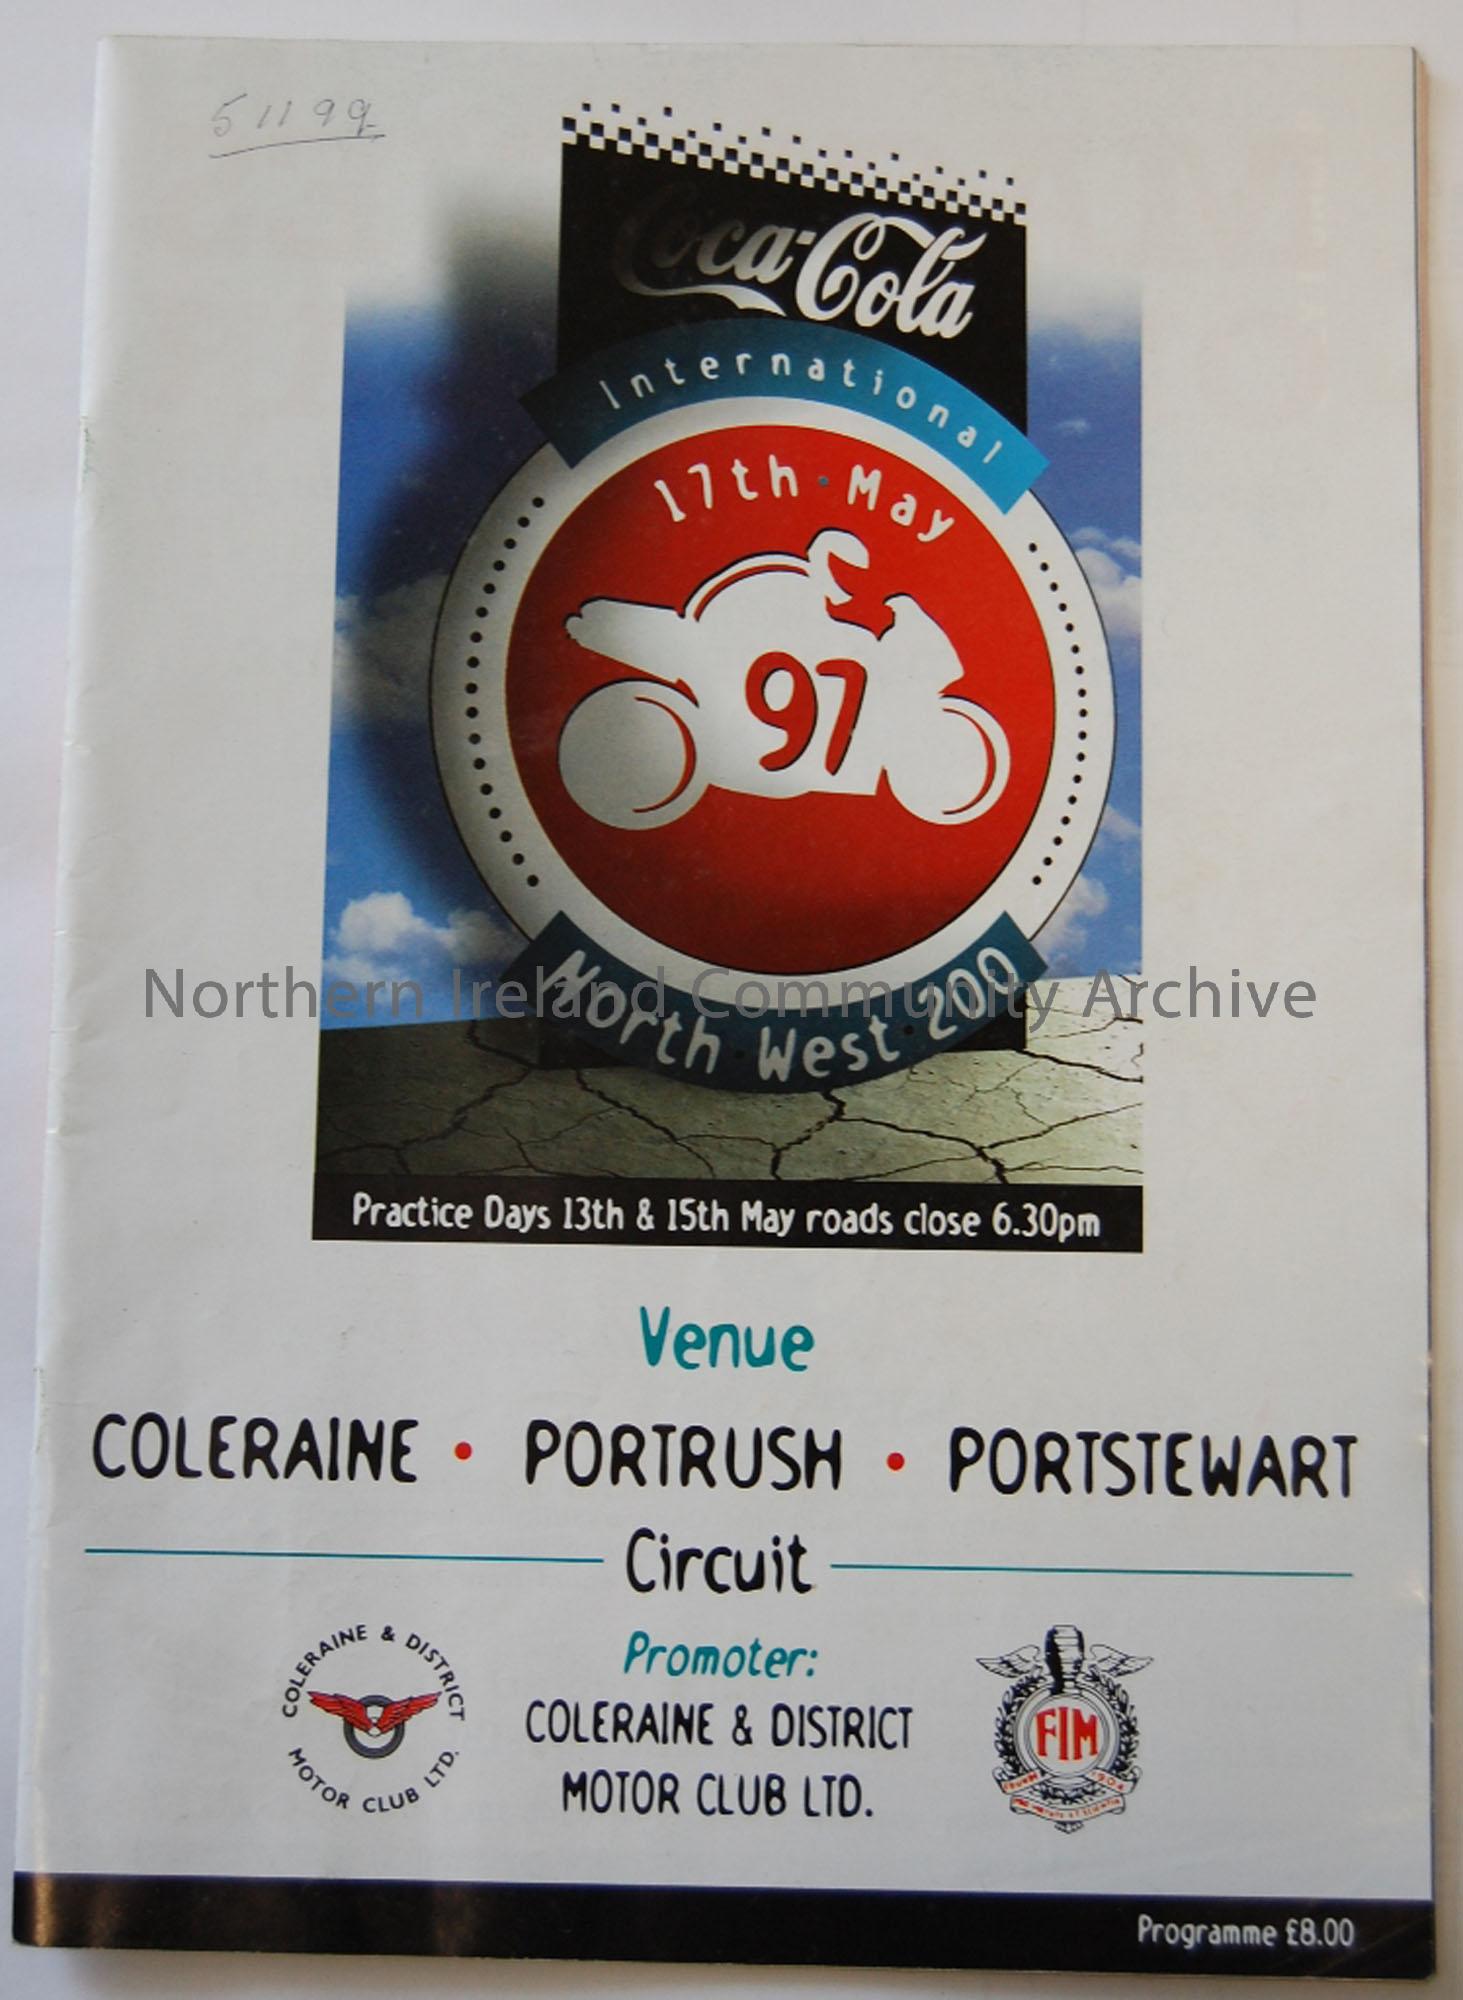 51199
Coca-Cola
International
17th · May
97
North · West · 200
Northern Ireland Community Archive
Practice Days 13th & 15th May roads close 6.30pm
Venue
COLERAINE • PORTRUSH • PORTSTEWART
Circuit
COLERAINE & DISTRICT
MOTOR CLUB LTD.
Promoter:
COLERAINE & DISTRICT
MOTOR CLUB LTD.
FIM
1904
Programme £8.00